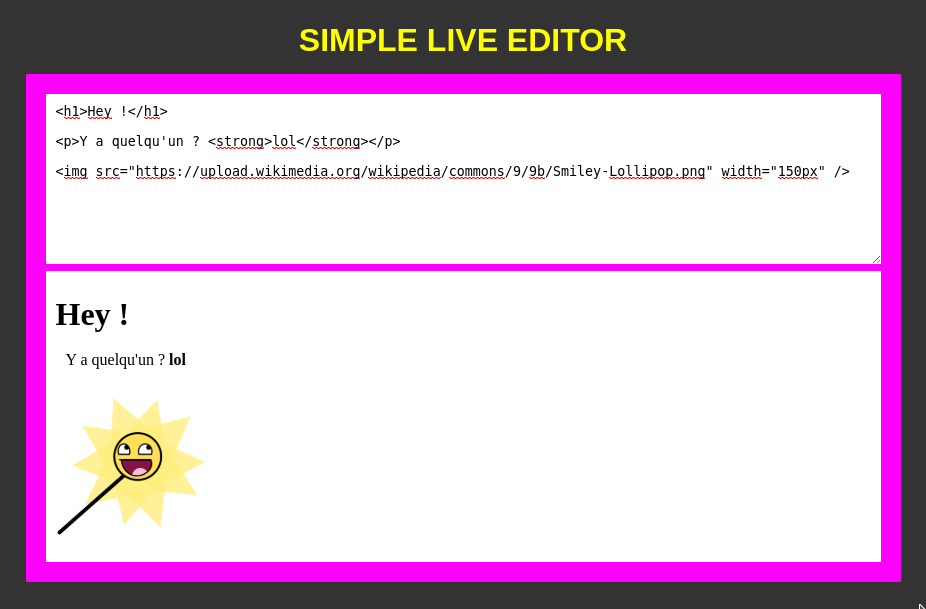 SIMPLE LIVE EDITOR
<h1>Hey !</h1>
<p>Y a quelqu'un ? <strong>lol</strong></p>
<img src="https://upload.wikimedia.org/wikipedia/commons/9/9b/Smiley-Lollipop.png" width="150px" />
Hey !
Y a quelqu'un ? lol